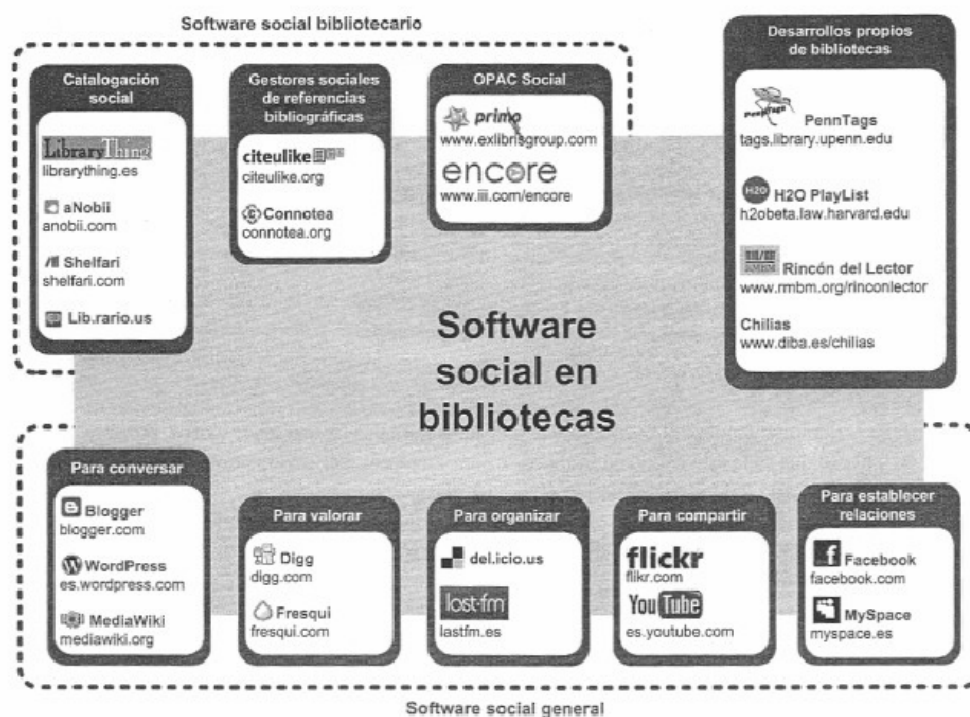 Software social bibliotecario
Catalogación
social
LibraryThing
librarything.es
aNobii
anobii.com
Shelfari
shelfarii.com
Lib.rario.us
Gestores sociales
de referencias
bibliográficas
citeulike
citeulike.org
Connotea
connotea.org
OPAC Social
primo
www.exlibrisgroup.com
encore
www.iii.com/encore
Desarrollos propios
de bibliotecas
PennTags
PennTags
tags.library.upenn.edu
H2O
H2O PlayList
h2obeta.law.harvard.edu
Rincón del Lector
www.rmbm.org/rinconlector
Chilias
www.diba.es/chilias
Software
social en
bibliotecas
Para conversar
Blogger
blogger.com
WordPress
es.wordpress.com
MediaWiki
mediawiki.org
Para valorar
Digg
digg.com
Fresqui
fresqui.com
Para organizar
del.icio.us
last·fm
lastfm.es
Para compartir
flickr
flikr.com
YouTube
es.youtube.com
Para establecer
relaciones
Facebook
facebook.com
MySpace
myspace.es
Software social general